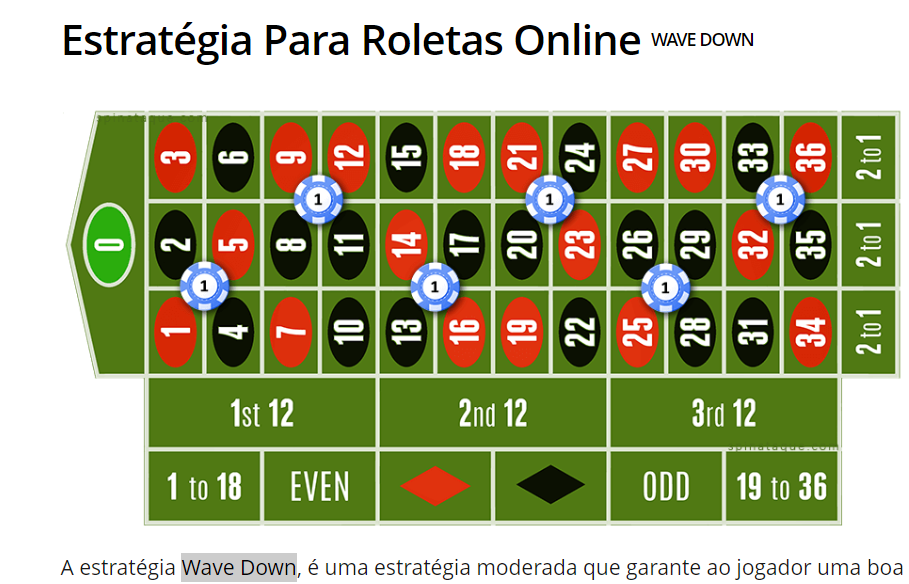 Estratégia Para Roletas Online WAVE DOWN
3 6 9 12 15 18 21 24 27 30 33 36 2 to 1
1 1 1
0 2 5 8 11 14 17 20 23 26 29 32 35 2 to 1
1 1 1
1 4 7 10 13 16 19 22 25 28 31 34 2 to 1
1st 12 2nd 12 3rd 12
spinataque.com
1 to 18 EVEN ODD 19 to 36
A estratégia Wave Down, é uma estratégia moderada que garante ao jogador uma boa